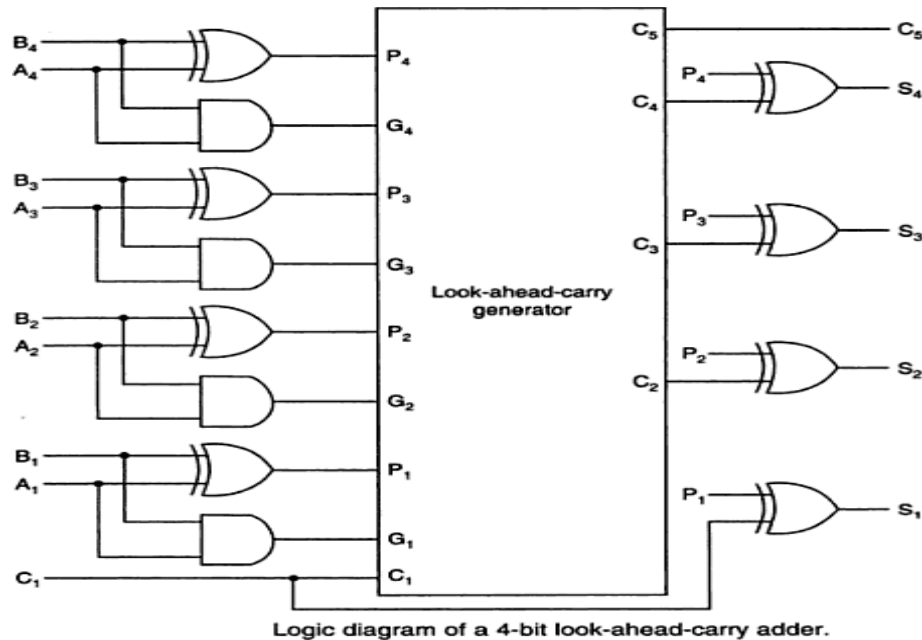 B₄ P₄ C₅ C₅
A₄ P₄ S₄
G₄ C₄
B₃ P₃
A₃ P₃ S₃
G₃ C₃
Look-ahead-carry
generator
B₂ P₂
A₂ P₂ S₂
G₂ C₂
B₁ P₁
A₁ P₁ S₁
G₁
C₁ C₁
Logic diagram of a 4-bit look-ahead-carry adder.